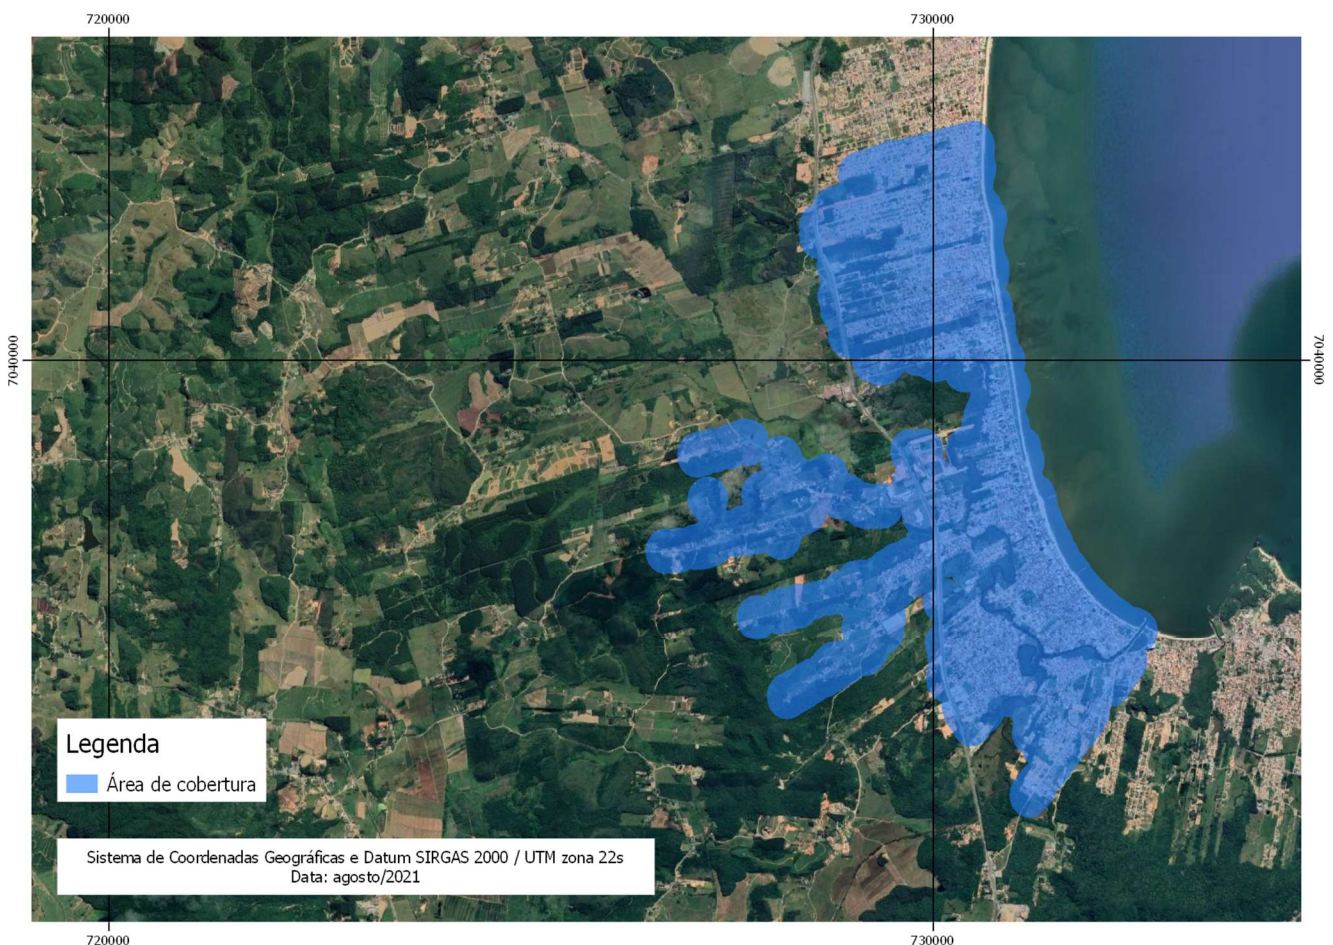 720000
730000
7040000
7040000
Legenda
Área de cobertura
Sistema de Coordenadas Geográficas e Datum SIRGAS 2000 / UTM zona 22s
Data: agosto/2021
720000
730000